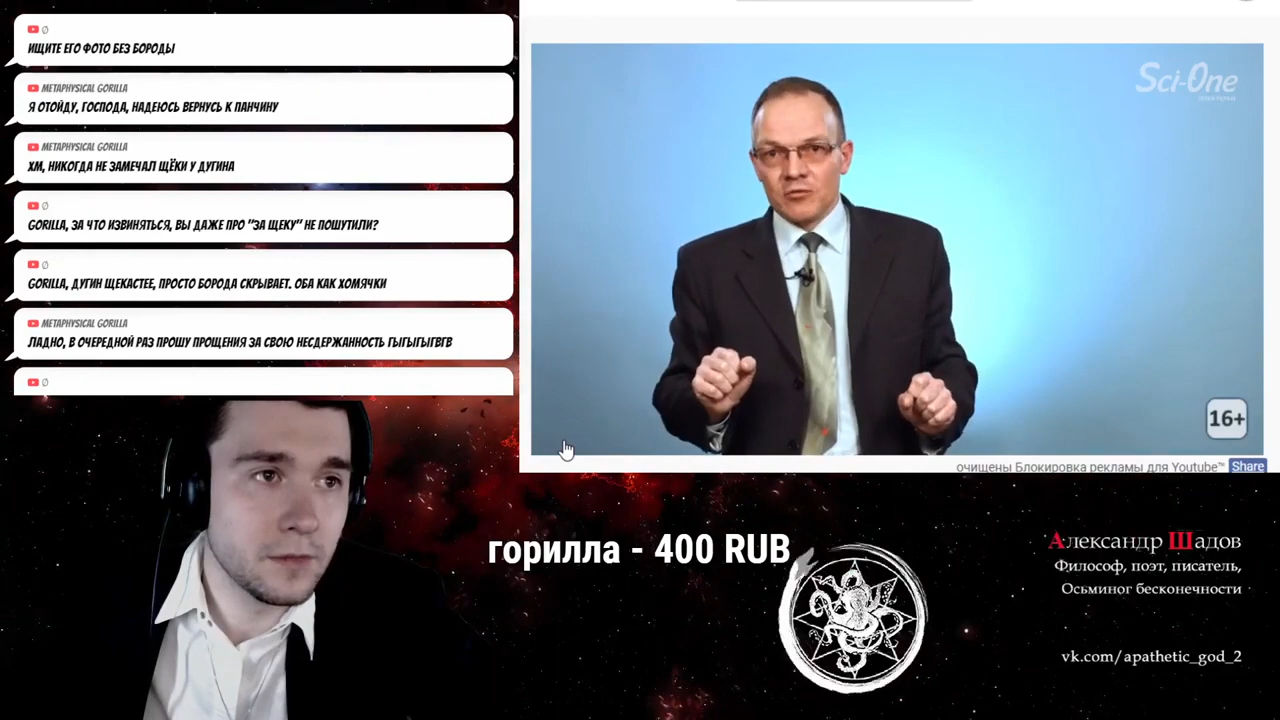 Ø
ИЩИТЕ ЕГО ФОТО БЕЗ БОРОДЫ
METAPHYSICAL GORILLA
Я ОТОЙДУ, ГОСПОДА, НАДЕЮСЬ ВЕРНУСЬ К ПАНЧИНУ
METAPHYSICAL GORILLA
ХМ, НИКОГДА НЕ ЗАМЕЧАЛ ЩЁКИ У ДУГИНА
Ø
GORILLA, ЗА ЧТО ИЗВИНЯТЬСЯ, ВЫ ДАЖЕ ПРО "ЗА ЩЕКУ" НЕ ПОШУТИЛИ?
Ø
GORILLA, ДУГИН ЩЕКАСТЕЕ, ПРОСТО БОРОДА СКРЫВАЕТ. ОБА КАК ХОМЯЧКИ
METAPHYSICAL GORILLA
ЛАДНО, В ОЧЕРЕДНОЙ РАЗ ПРОШУ ПРОЩЕНИЯ ЗА СВОЮ НЕСДЕРЖАННОСТЬ ГЫГЫГЫГВГВ
Ø
Sci-One
16+
очищены Блокировка рекламы для Youtube™ Share
горилла - 400 RUB
Александр Шадов
Философ, поэт, писатель,
Осьминог бесконечности
vk.com/apathetic_god_2